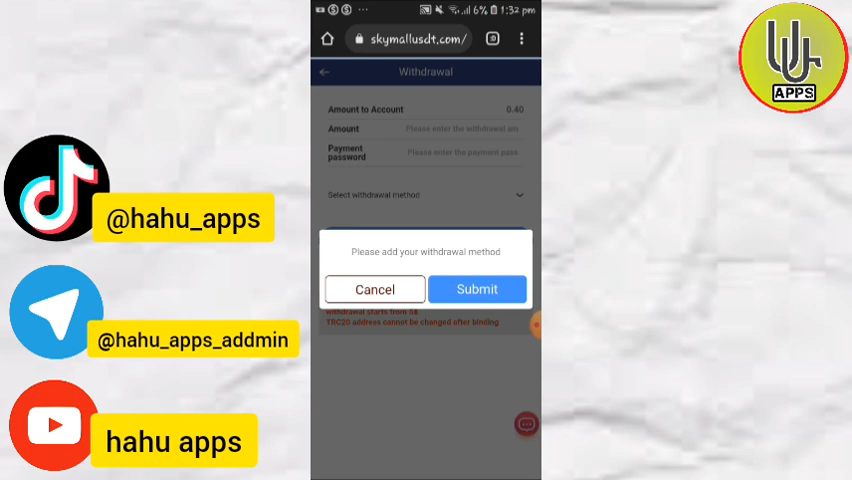 6% 1:32 pm
skymallusdt.com/
Withdrawal
Amount to Account 0.40
Amount Please enter the withdrawal am
Payment password Please enter the payment pass
Select withdrawal method
Please add your withdrawal method
Cancel Submit
withdrawal starts from 5$
TRC20 address cannot be changed after binding
@hahu_apps
@hahu_apps_addmin
hahu apps
APPS